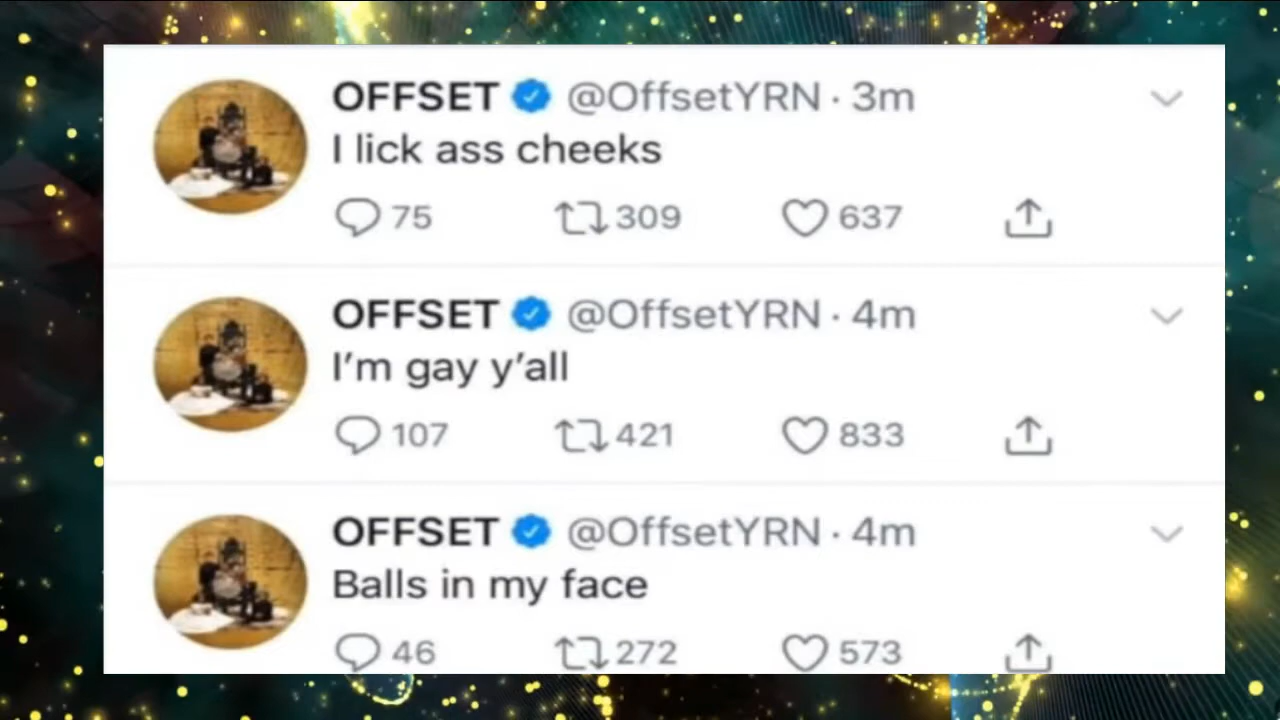 OFFSET @OffsetYRN · 3m
I lick ass cheeks
75 309 637
OFFSET @OffsetYRN · 4m
I'm gay y'all
107 421 833
OFFSET @OffsetYRN · 4m
Balls in my face
46 272 573